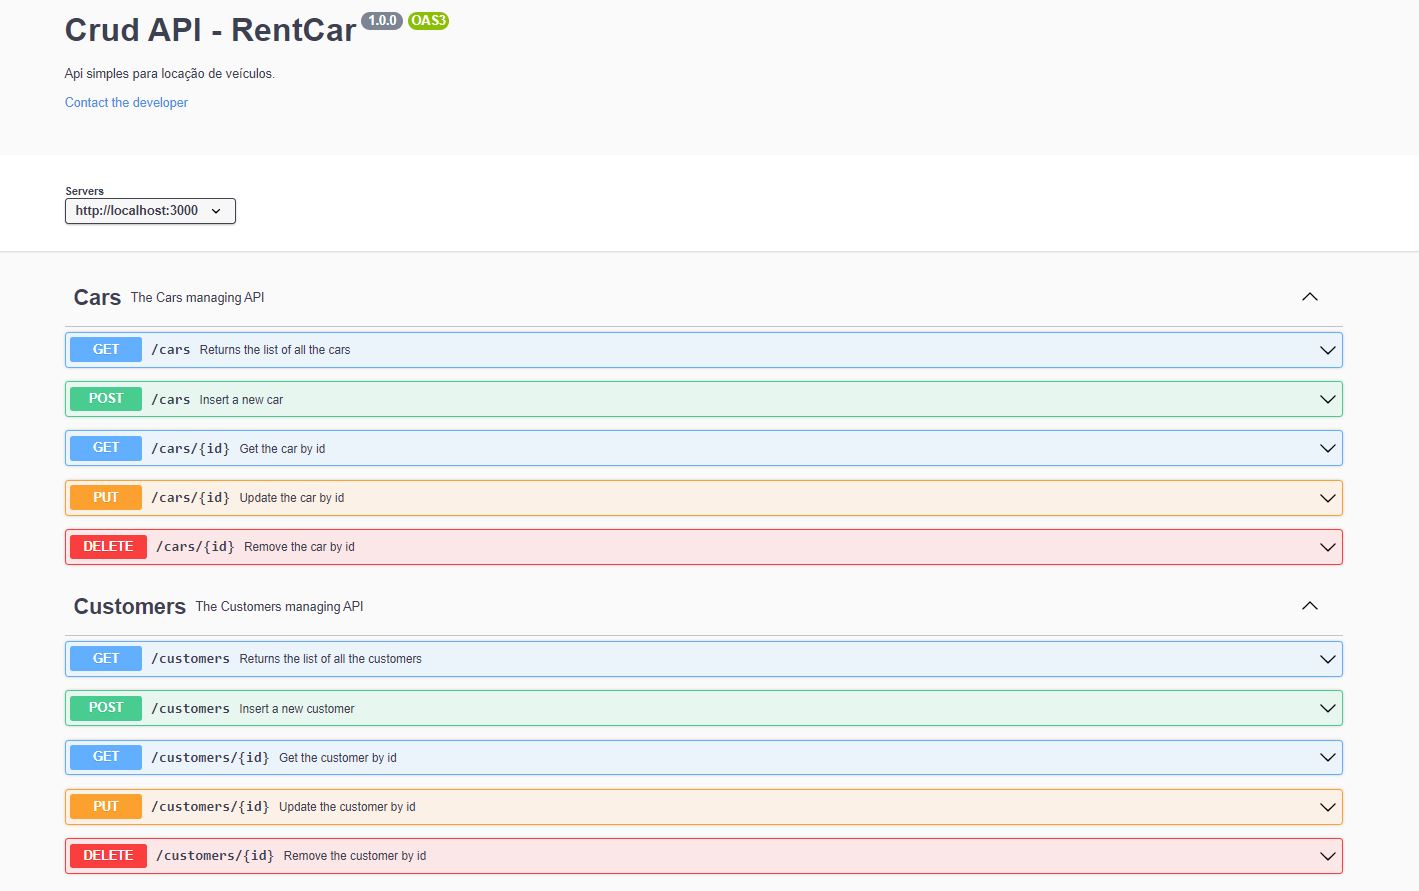 Crud API - RentCar 1.0.0 OAS3
Api simples para locação de veículos.
Contact the developer
Servers
http://localhost:3000
Cars The Cars managing API
GET /cars Returns the list of all the cars
POST /cars Insert a new car
GET /cars/{id} Get the car by id
PUT /cars/{id} Update the car by id
DELETE /cars/{id} Remove the car by id
Customers The Customers managing API
GET /customers Returns the list of all the customers
POST /customers Insert a new customer
GET /customers/{id} Get the customer by id
PUT /customers/{id} Update the customer by id
DELETE /customers/{id} Remove the customer by id